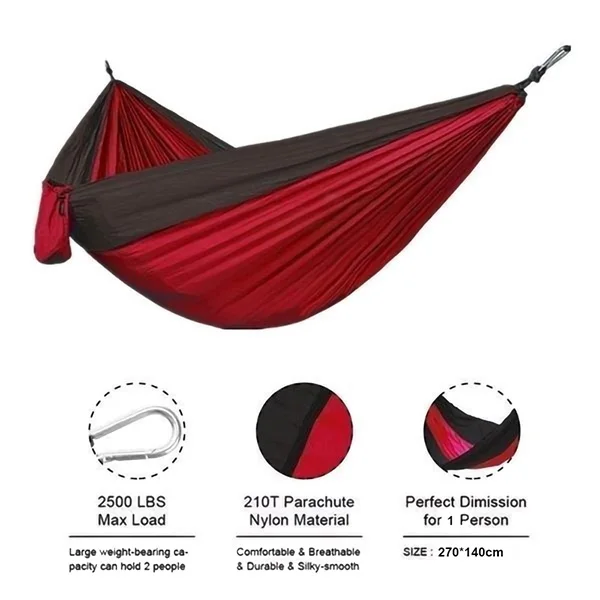 2500 LBS
Max Load
Large weight-bearing ca-
pacity can hold 2 people
210T Parachute
Nylon Material
Comfortable & Breathable
& Durable & Silky-smooth
Perfect Dimission
for 1 Person
SIZE : 270*140cm